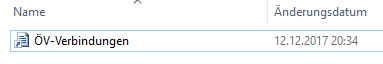 Name Änderungsdatum
ÖV-Verbindungen 12.12.2017 20:34